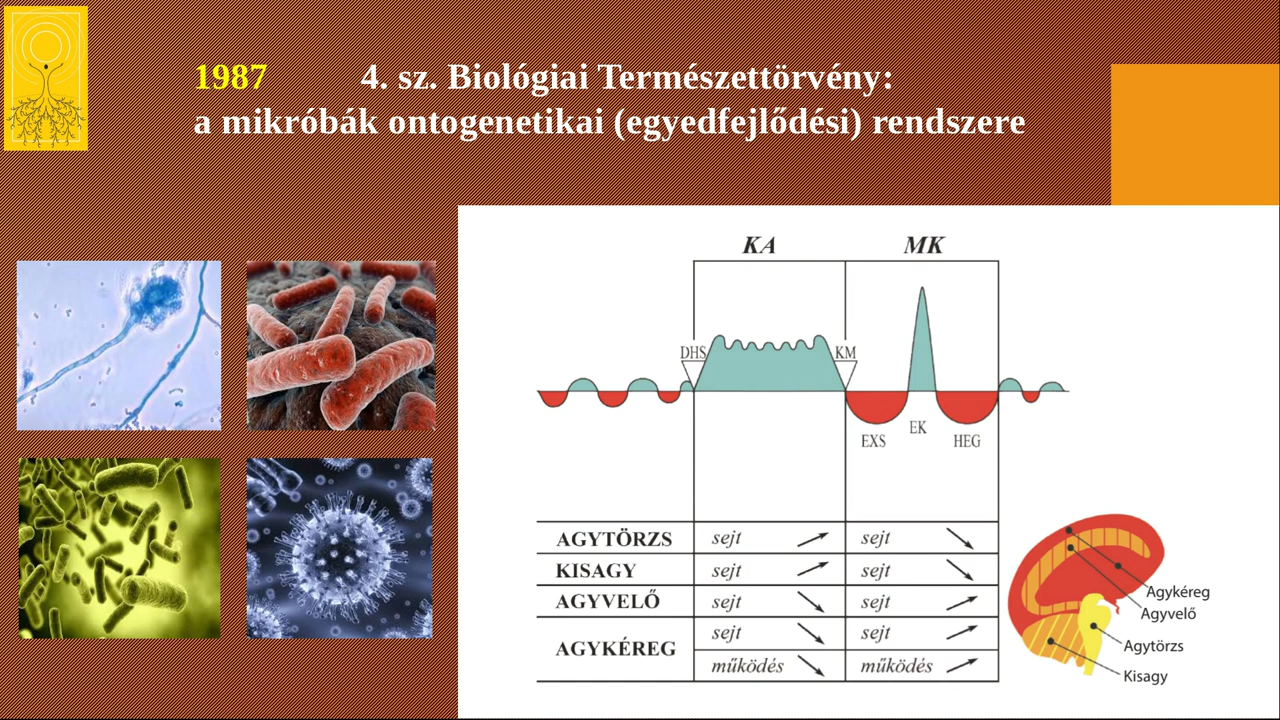 1987 4. sz. Biológiai Természettörvény:
a mikróbák ontogenetikai (egyedfejlődési) rendszere
KA MK
DHS KM
EXS EK HEG
AGYTÖRZS sejt sejt
KISAGY sejt sejt
AGYVELŐ sejt sejt
AGYKÉREG sejt sejt
működés működés
Agykéreg
Agyvelő
Agytörzs
Kisagy